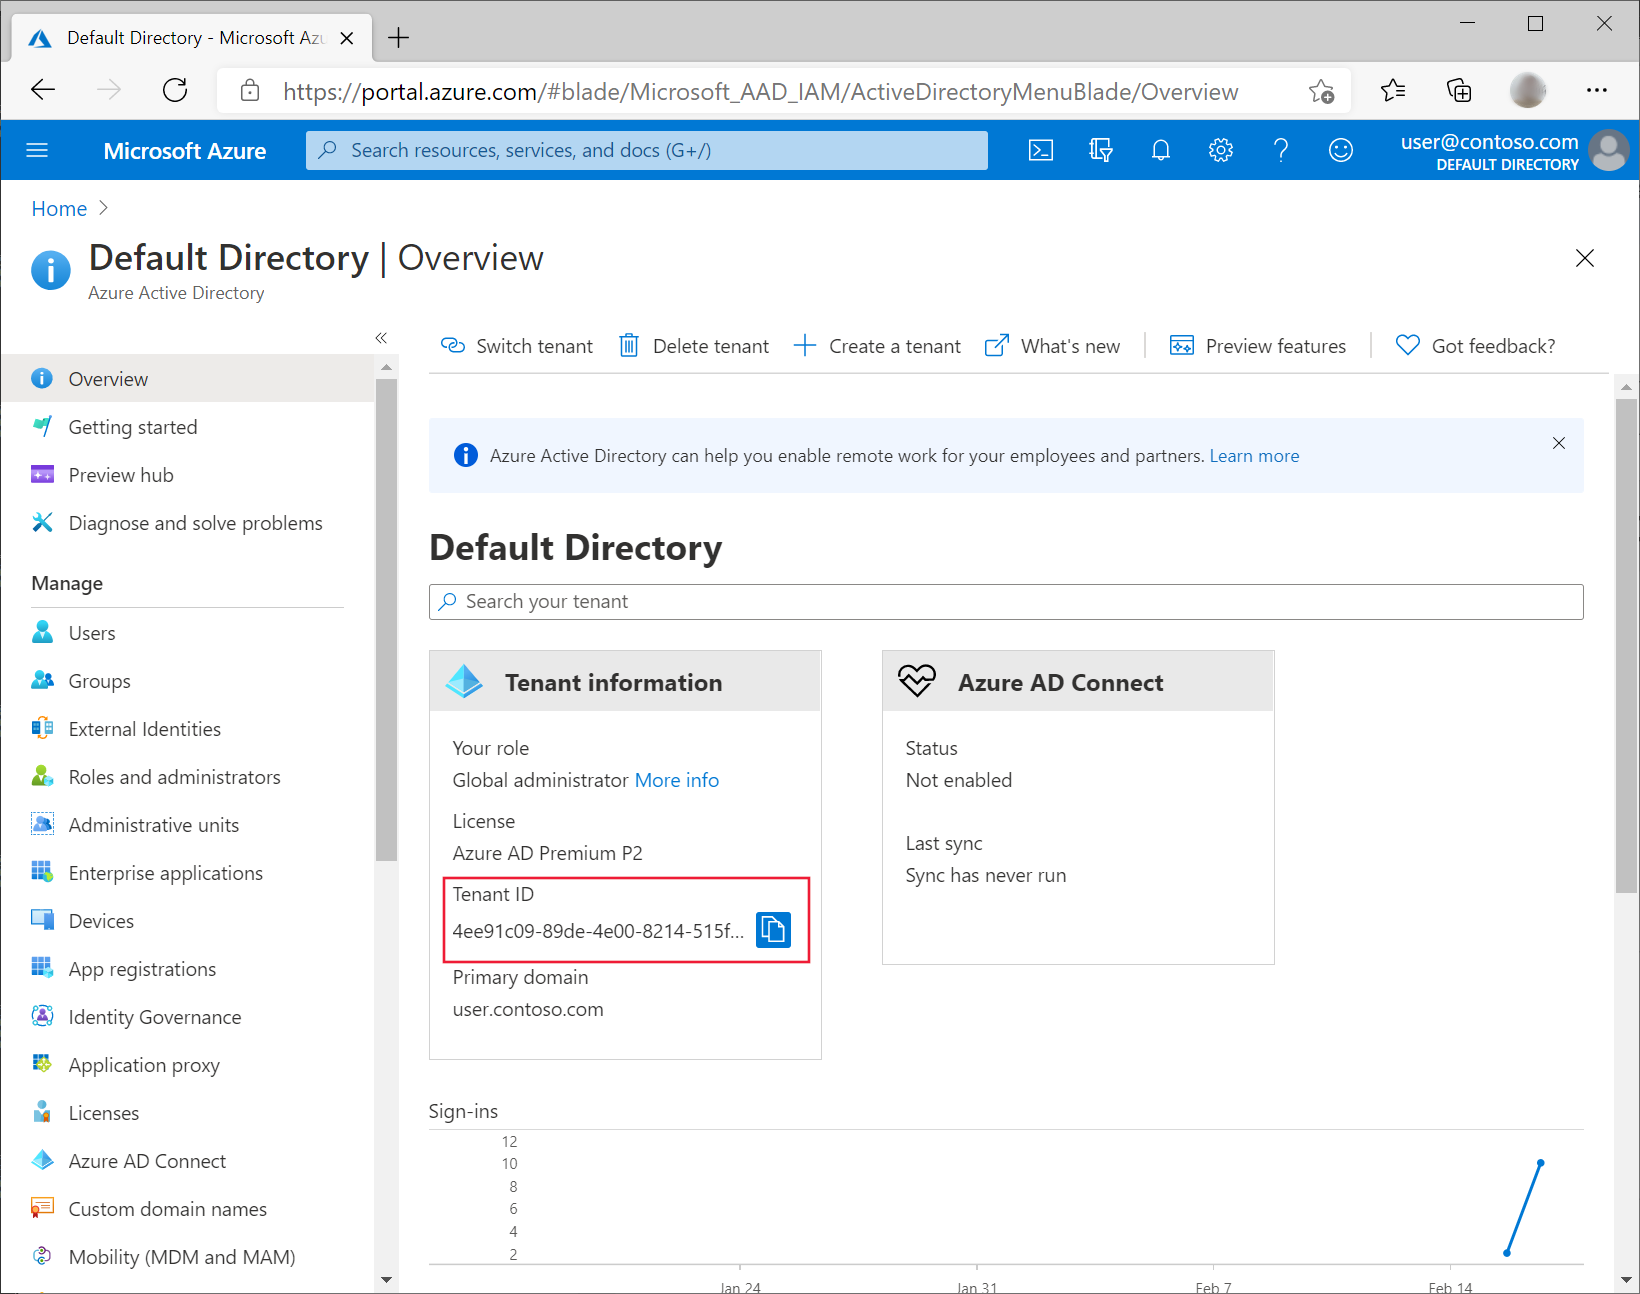 Default Directory - Microsoft Azu
https://portal.azure.com/#blade/Microsoft_AAD_IAM/ActiveDirectoryMenuBlade/Overview
Microsoft Azure
Search resources, services, and docs (G+/)
user@contoso.com
DEFAULT DIRECTORY
Home
Default Directory | Overview
Azure Active Directory
Switch tenant
Delete tenant
Create a tenant
What's new
Preview features
Got feedback?
Overview
Getting started
Preview hub
Diagnose and solve problems
Manage
Users
Groups
External Identities
Roles and administrators
Administrative units
Enterprise applications
Devices
App registrations
Identity Governance
Application proxy
Licenses
Azure AD Connect
Custom domain names
Mobility (MDM and MAM)
Azure Active Directory can help you enable remote work for your employees and partners. Learn more
Default Directory
Search your tenant
Tenant information
Your role
Global administrator More info
License
Azure AD Premium P2
Tenant ID
4ee91c09-89de-4e00-8214-515f...
Primary domain
user.contoso.com
Azure AD Connect
Status
Not enabled
Last sync
Sync has never run
Sign-ins
12
10
8
6
4
2
Jan 24
Jan 31
Feb 7
Feb 14